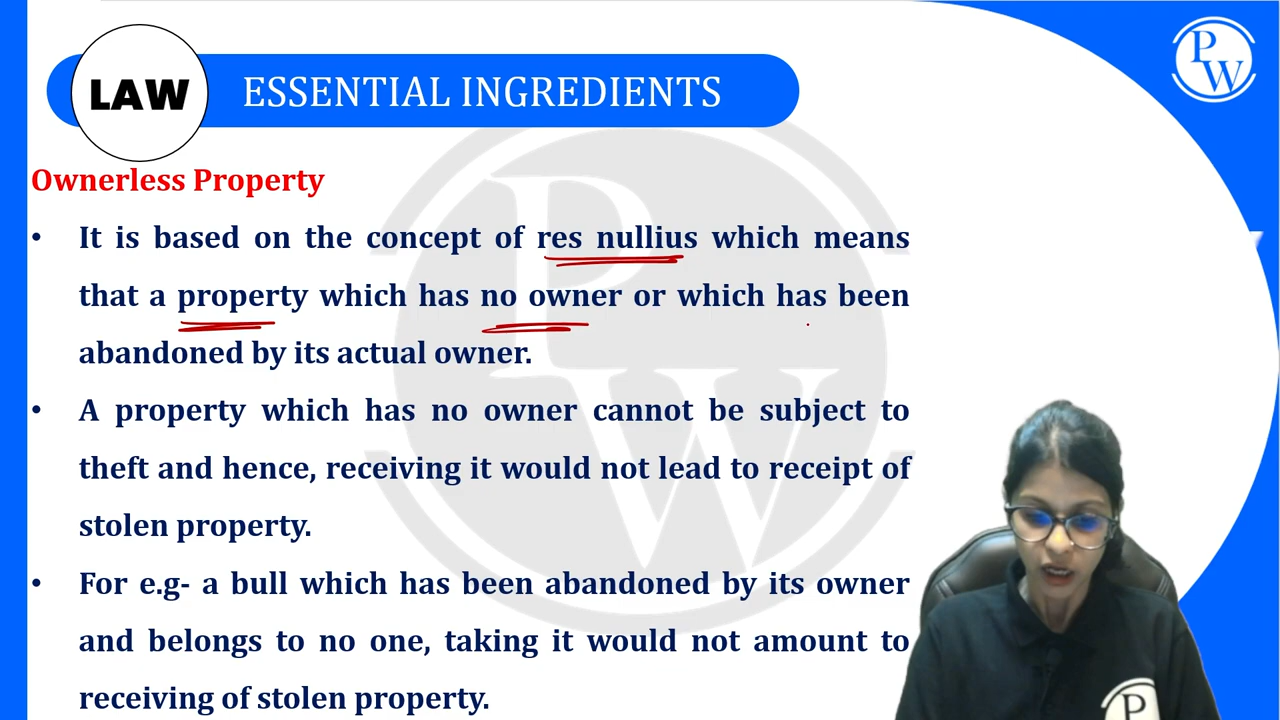 LAW
ESSENTIAL INGREDIENTS
P
W
Ownerless Property
• It is based on the concept of res nullius which means
that a property which has no owner or which has been
abandoned by its actual owner.
• A property which has no owner cannot be subject to
theft and hence, receiving it would not lead to receipt of
stolen property.
• For e.g- a bull which has been abandoned by its owner
and belongs to no one, taking it would not amount to
receiving of stolen property.
P
W
P